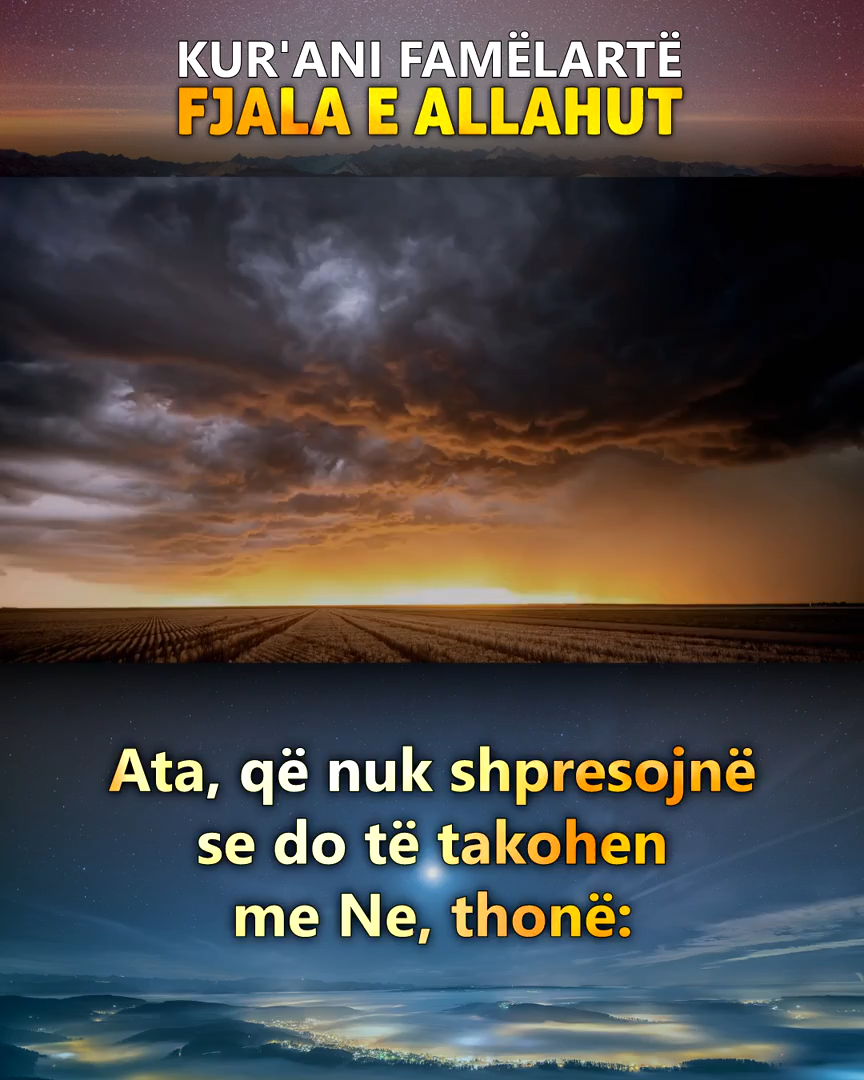 KUR'ANI FAMËLARTË
FJALA E ALLAHUT
Ata, që nuk shpresojnë
se do të takohen
me Ne, thonë: